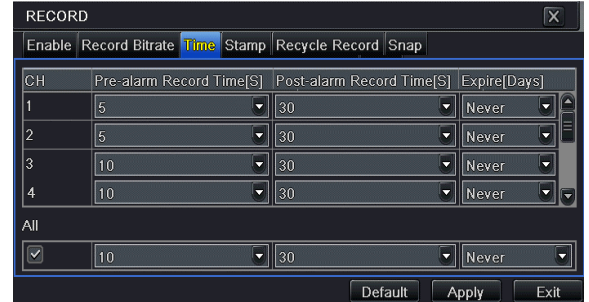 RECORD X
Enable Record Bitrate Time Stamp Recycle Record Snap
CH Pre-alarm Record Time[S] Post-alarm Record Time[S] Expire[Days]
1 5 30 Never
2 5 30 Never
3 10 30 Never
4 10 30 Never
All
10 30 Never
Default Apply Exit